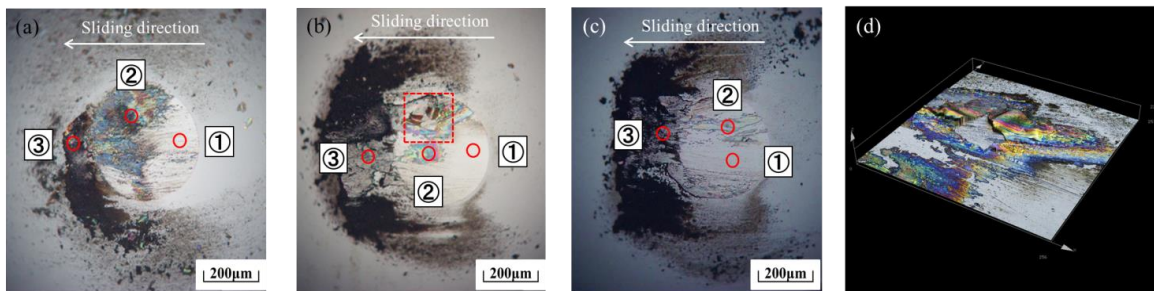 (a)
Sliding direction
②
①
③
200μm
(b)
Sliding direction
①
③
②
200μm
(c)
Sliding direction
②
③
①
200μm
(d)